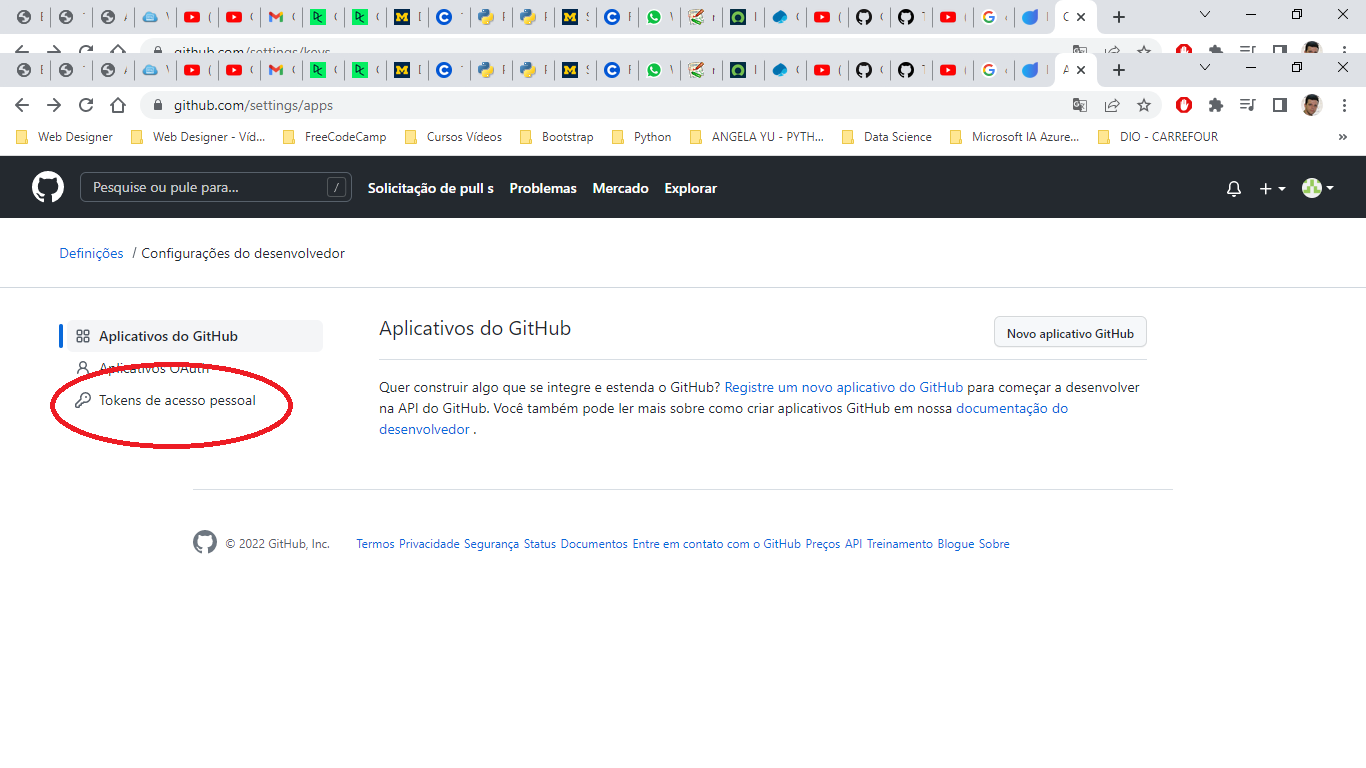 github.com/settings/keys
github.com/settings/apps
Web Designer
Web Designer - Víd...
FreeCodeCamp
Cursos Vídeos
Bootstrap
Python
ANGELA YU - PYTH...
Data Science
Microsoft IA Azure...
DIO - CARREFOUR
»
Pesquise ou pule para... /
Solicitação de pull s
Problemas
Mercado
Explorar
Definições / Configurações do desenvolvedor
Aplicativos do GitHub
Aplicativos OAuth
Tokens de acesso pessoal
Aplicativos do GitHub
Novo aplicativo GitHub
Quer construir algo que se integre e estenda o GitHub? Registre um novo aplicativo do GitHub para começar a desenvolver
na API do GitHub. Você também pode ler mais sobre como criar aplicativos GitHub em nossa documentação do
desenvolvedor .
© 2022 GitHub, Inc.
Termos Privacidade Segurança Status Documentos Entre em contato com o GitHub Preços API Treinamento Blogue Sobre